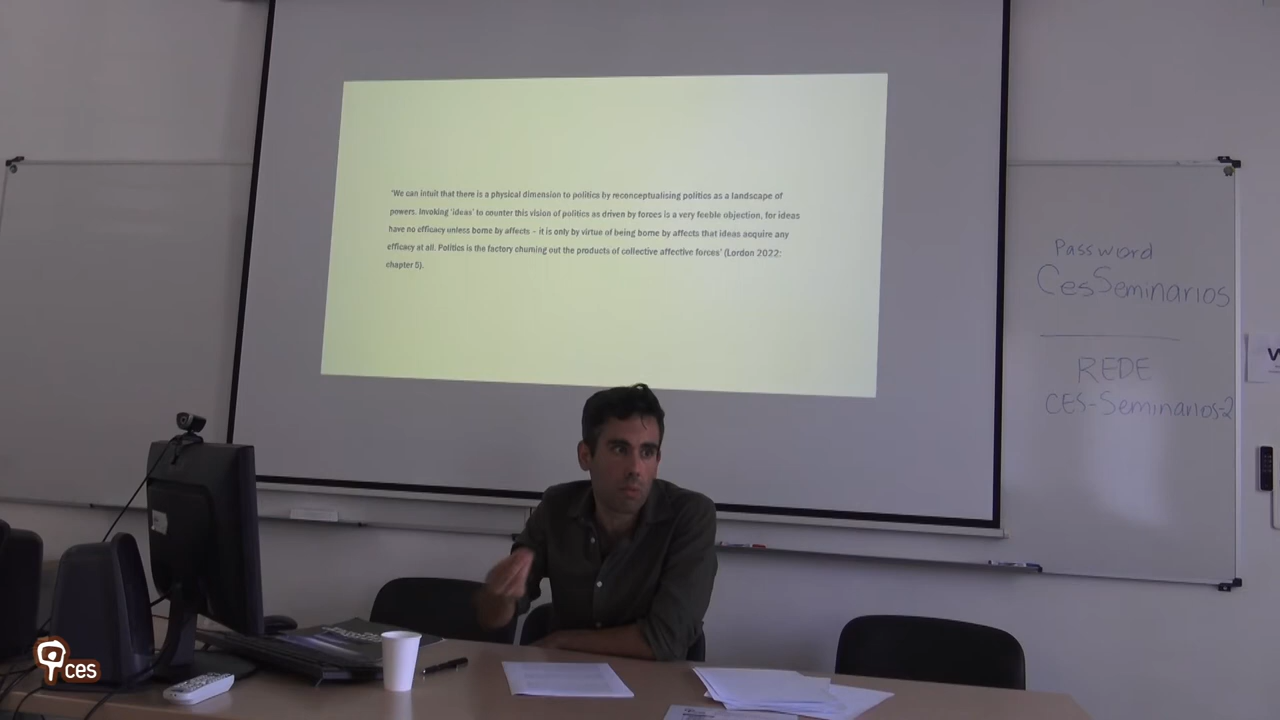 'We can intuit that there is a physical dimension to politics by reconceptualising politics as a landscape of
powers. Invoking 'ideas' to counter this vision of politics as driven by forces is a very feeble objection, for ideas
have no efficacy unless borne by affects – it is only by virtue of being borne by affects that ideas acquire any
efficacy at all. Politics is the factory churning out the products of collective affective forces' (Lordon 2022:
chapter 5).
Password
CesSeminarios
REDE
CES-Seminarios-2
W
ces